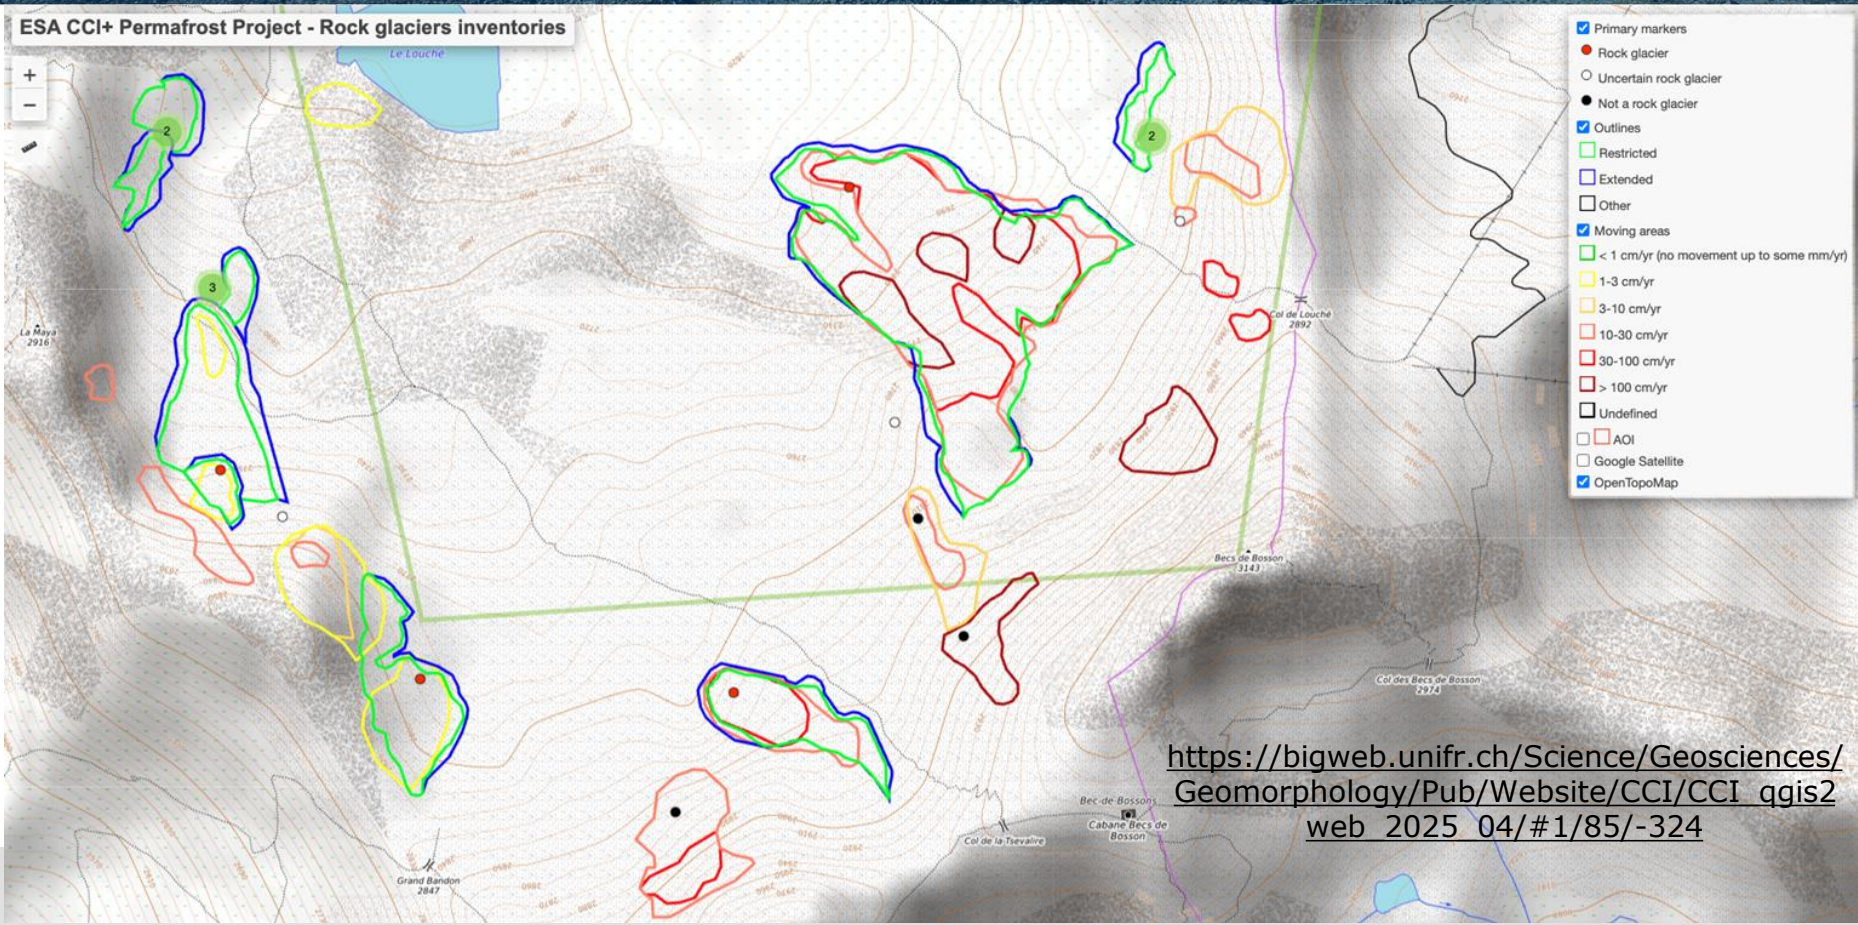 ESA CCI+ Permafrost Project - Rock glaciers inventories
+
−
Le Louché
2
3
2
La Maya
2916
Col de Louché
2892
Becs de Bosson
3143
Col des Becs de Bosson
2974
Bec-de Bossons
Cabane Becs de
Bosson
Col de la Tsevalire
Grand Bandon
2847
Primary markers
Rock glacier
Uncertain rock glacier
Not a rock glacier
Outlines
Restricted
Extended
Other
Moving areas
< 1 cm/yr (no movement up to some mm/yr)
1-3 cm/yr
3-10 cm/yr
10-30 cm/yr
30-100 cm/yr
> 100 cm/yr
Undefined
AOI
Google Satellite
OpenTopoMap
https://bigweb.unifr.ch/Science/Geosciences/
Geomorphology/Pub/Website/CCI/CCI_qgis2
web_2025_04/#1/85/-324